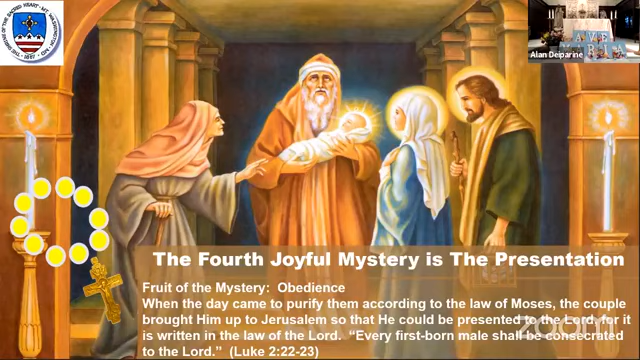 Alan Deiparine
The Fourth Joyful Mystery is The Presentation
Fruit of the Mystery: Obedience
When the day came to purify them according to the law of Moses, the couple
brought Him up to Jerusalem so that He could be presented to the Lord, for it
is written in the law of the Lord. “Every first-born male shall be consecrated
to the Lord.” (Luke 2:22-23)
zoom